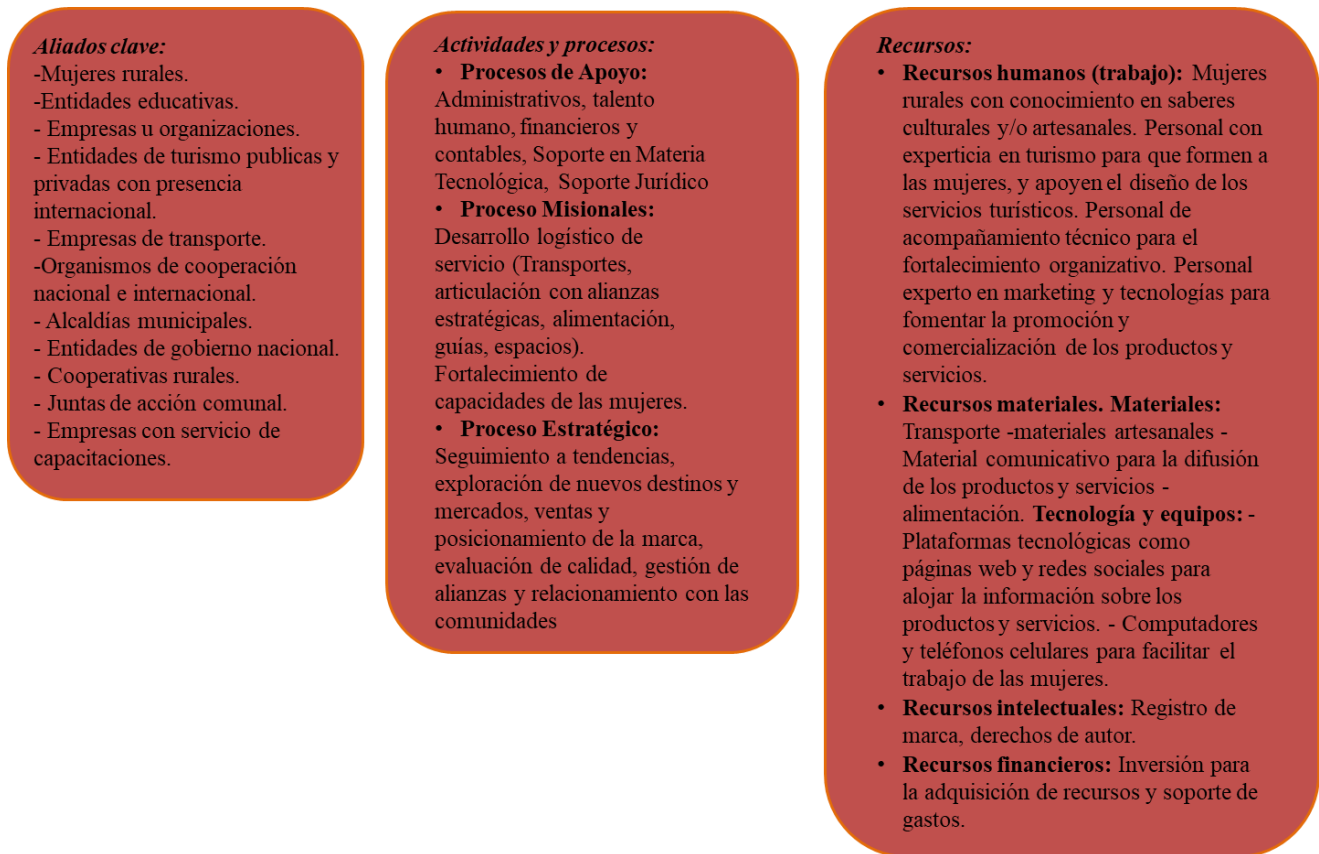 Aliados clave:
-Mujeres rurales.
-Entidades educativas.
- Empresas u organizaciones.
- Entidades de turismo publicas y
privadas con presencia
internacional.
- Empresas de transporte.
-Organismos de cooperación
nacional e internacional.
- Alcaldías municipales.
- Entidades de gobierno nacional.
- Cooperativas rurales.
- Juntas de acción comunal.
- Empresas con servicio de
capacitaciones.
Actividades y procesos:
• Procesos de Apoyo:
Administrativos, talento
humano, financieros y
contables, Soporte en Materia
Tecnológica, Soporte Jurídico
• Proceso Misionales:
Desarrollo logístico de
servicio (Transportes,
articulación con alianzas
estratégicas, alimentación,
guías, espacios).
Fortalecimiento de
capacidades de las mujeres.
• Proceso Estratégico:
Seguimiento a tendencias,
exploración de nuevos destinos y
mercados, ventas y
posicionamiento de la marca,
evaluación de calidad, gestión de
alianzas y relacionamiento con las
comunidades
Recursos:
• Recursos humanos (trabajo): Mujeres
rurales con conocimiento en saberes
culturales y/o artesanales. Personal con
experticia en turismo para que formen a
las mujeres, y apoyen el diseño de los
servicios turísticos. Personal de
acompañamiento técnico para el
fortalecimiento organizativo. Personal
experto en marketing y tecnologías para
fomentar la promoción y
comercialización de los productos y
servicios.
• Recursos materiales. Materiales:
Transporte -materiales artesanales -
Material comunicativo para la difusión
de los productos y servicios -
alimentación. Tecnología y equipos: -
Plataformas tecnológicas como
páginas web y redes sociales para
alojar la información sobre los
productos y servicios. - Computadores
y teléfonos celulares para facilitar el
trabajo de las mujeres.
• Recursos intelectuales: Registro de
marca, derechos de autor.
• Recursos financieros: Inversión para
la adquisición de recursos y soporte de
gastos.